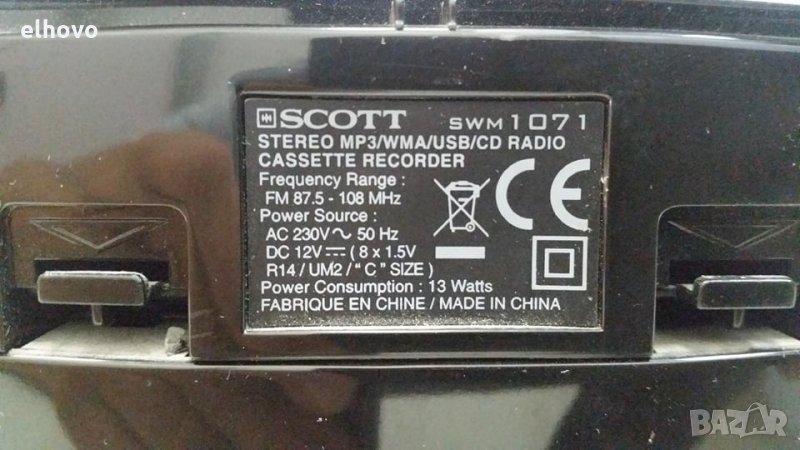 elhovo
SCOTT SWM1071
STEREO MP3/WMA/USB/CD RADIO
CASSETTE RECORDER
Frequency Range :
FM 87.5 - 108 MHz
Power Source :
AC 230V ~ 50 Hz
DC 12V ⎓ ( 8 x 1.5V
R14 / UM2 / “ C ” SIZE )
Power Consumption : 13 Watts
FABRIQUE EN CHINE / MADE IN CHINA
CE
BAZAR